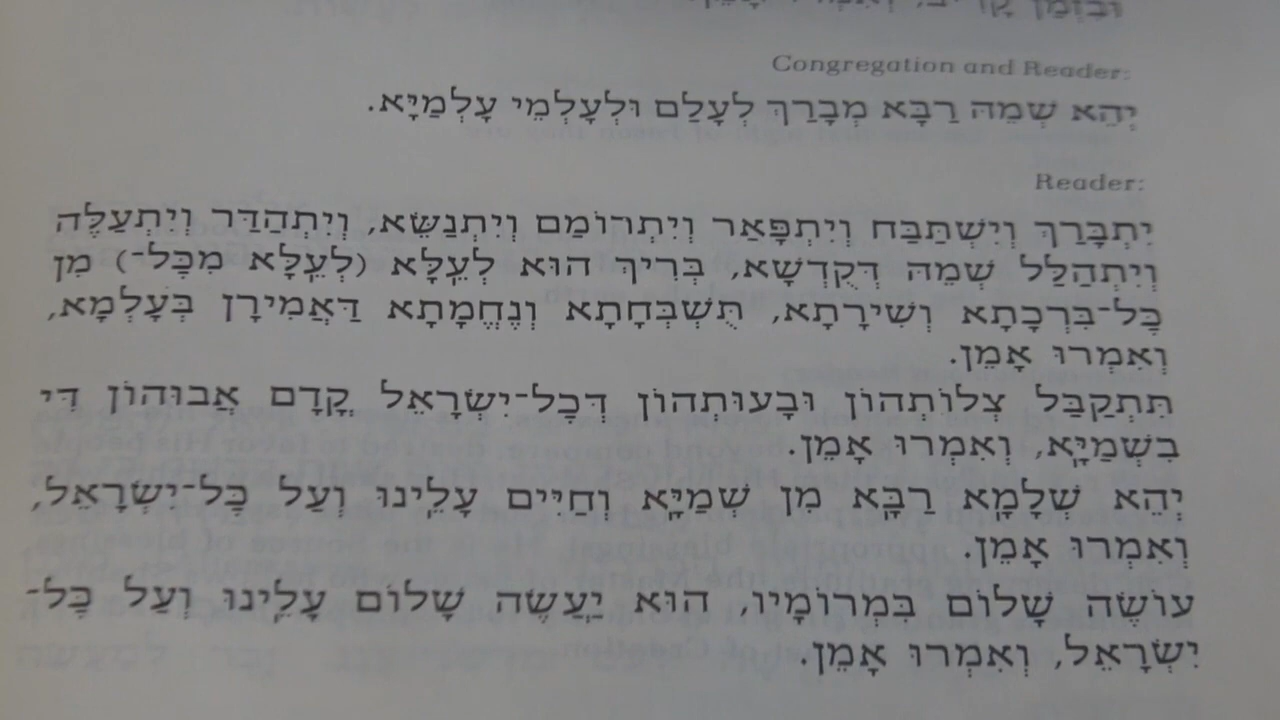 Congregation and Reader:
יְהֵא שְׁמֵהּ רַבָּא מְבָרַךְ לְעָלַם וּלְעָלְמֵי עָלְמַיָּא.
Reader:
יִתְבָּרַךְ וְיִשְׁתַּבַּח וְיִתְפָּאַר וְיִתְרוֹמַם וְיִתְנַשֵּׂא, וְיִתְהַדַּר וְיִתְעַלֶּה
וְיִתְהַלַּל שְׁמֵהּ דְּקֻדְשָׁא, בְּרִיךְ הוּא לְעֵֽלָּא (לְעֵֽלָּא מִכָּל־) מִן
כָּל־בִּרְכָתָא וְשִׁירָתָא, תֻּשְׁבְּחָתָא וְנֶחֱמָתָא דַּאֲמִירָן בְּעָלְמָא,
וְאִמְרוּ אָמֵן.
תִּתְקַבֵּל צְלוֹתְהוֹן וּבָעוּתְהוֹן דְּכָל־יִשְׂרָאֵל קֳדָם אֲבוּהוֹן דִּי
בִשְׁמַיָּֽא, וְאִמְרוּ אָמֵן.
יְהֵא שְׁלָמָֽא רַבָּֽא מִן שְׁמַיָּֽא וְחַיִּים עָלֵֽינוּ וְעַל כָּל־יִשְׂרָאֵל,
וְאִמְרוּ אָמֵן.
עוֹשֶׂה שָׁלוֹם בִּמְרוֹמָיו, הוּא יַעֲשֶׂה שָׁלוֹם עָלֵֽינוּ וְעַל כָּל־
יִשְׂרָאֵל, וְאִמְרוּ אָמֵן.